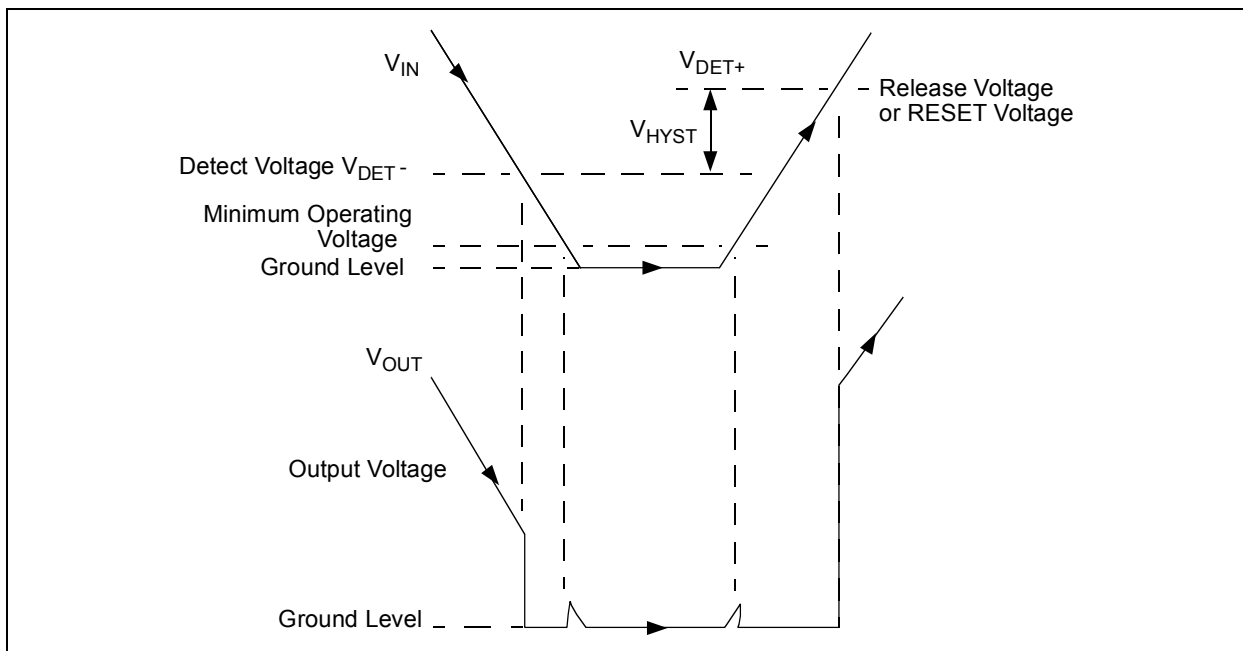 V_IN
V_DET+
Release Voltage
or RESET Voltage
V_HYST
Detect Voltage V_DET-
Minimum Operating
Voltage
Ground Level
V_OUT
Output Voltage
Ground Level